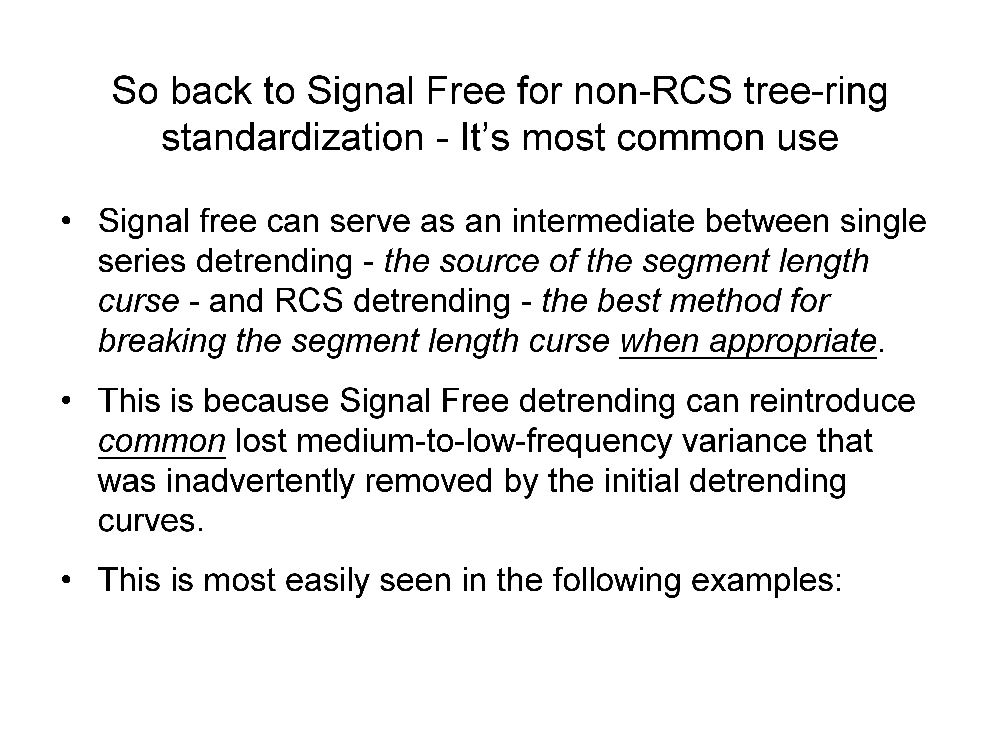 So back to Signal Free for non-RCS tree-ring
standardization - It’s most common use
• Signal free can serve as an intermediate between single
series detrending - the source of the segment length
curse - and RCS detrending - the best method for
breaking the segment length curse when appropriate.
• This is because Signal Free detrending can reintroduce
common lost medium-to-low-frequency variance that
was inadvertently removed by the initial detrending
curves.
• This is most easily seen in the following examples: